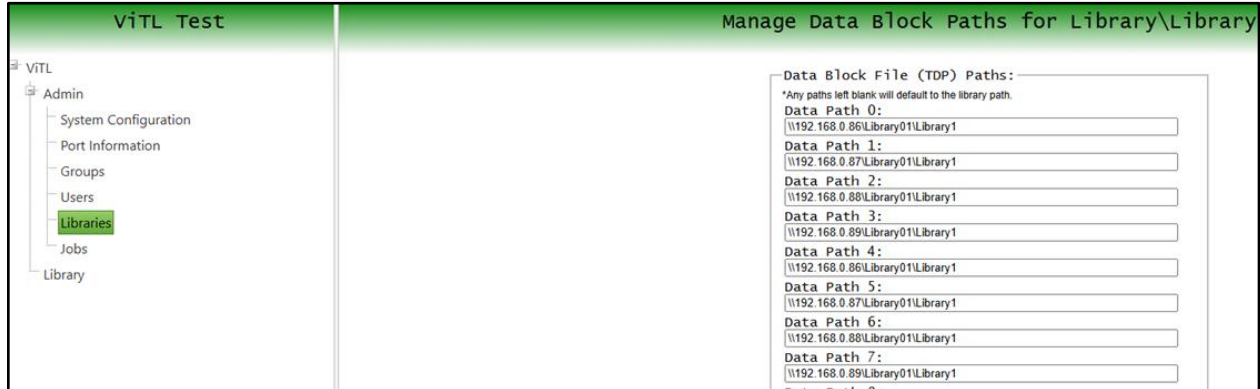 ViTL Test
Manage Data Block Paths for Library\Library
ViTL
Admin
System Configuration
Port Information
Groups
Users
Libraries
Jobs
Library
Data Block File (TDP) Paths:
*Any paths left blank will default to the library path.
Data Path 0:
\\192.168.0.86\Library01\Library1
Data Path 1:
\\192.168.0.87\Library01\Library1
Data Path 2:
\\192.168.0.88\Library01\Library1
Data Path 3:
\\192.168.0.89\Library01\Library1
Data Path 4:
\\192.168.0.86\Library01\Library1
Data Path 5:
\\192.168.0.87\Library01\Library1
Data Path 6:
\\192.168.0.88\Library01\Library1
Data Path 7:
\\192.168.0.89\Library01\Library1